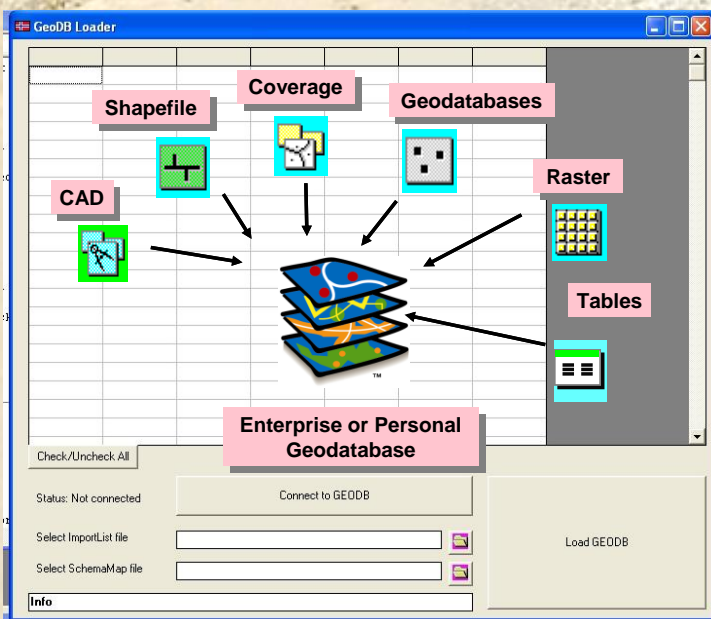 GeoDB Loader
Coverage
Shapefile
Geodatabases
Raster
CAD
Tables
TM
Enterprise or Personal
Geodatabase
Check/Uncheck All
Status: Not connected
Connect to GEODB
Load GEODB
Select ImportList file
Select SchemaMap file
Info